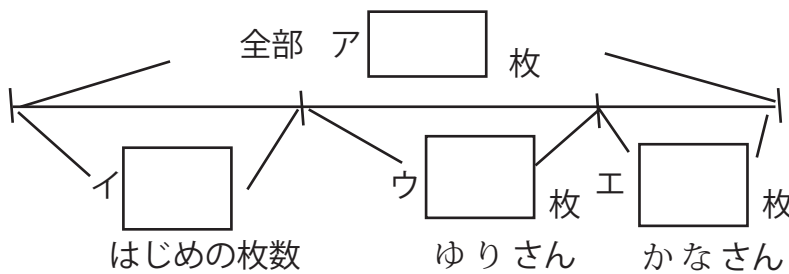 全部 ア 枚
イ ウ 枚 エ 枚
はじめの枚数 ゆりさん かなさん